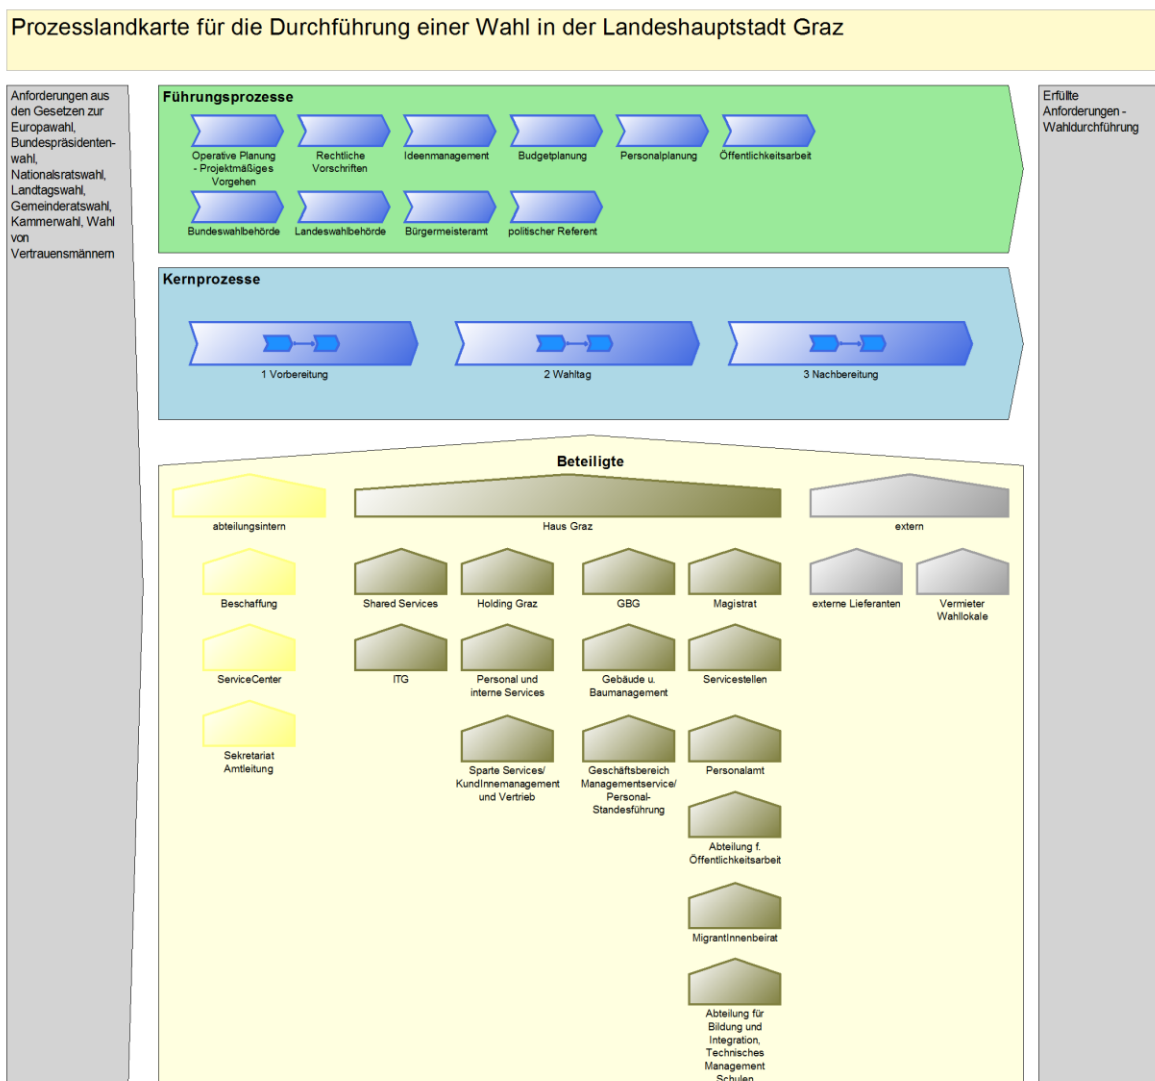 Prozesslandkarte für die Durchführung einer Wahl in der Landeshauptstadt Graz
Anforderungen aus
den Gesetzen zur
Europawahl,
Bundespräsidenten-
wahl,
Nationalratswahl,
Landtagswahl,
Gemeinderatswahl,
Kammerwahl, Wahl
von
Vertrauensmännern
Führungsprozesse
Operative Planung
- Projektmäßiges
Vorgehen
Rechtliche
Vorschriften
Ideenmanagement
Budgetplanung
Personalplanung
Öffentlichkeitsarbeit
Bundeswahlbehörde
Landeswahlbehörde
Bürgermeisteramt
politischer Referent
Kernprozesse
1 Vorbereitung
2 Wahltag
3 Nachbereitung
Beteiligte
abteilungsintern
Haus Graz
extern
Beschaffung
Shared Services
Holding Graz
GBG
Magistrat
externe Lieferanten
Vermieter
Wahllokale
ServiceCenter
ITG
Personal und
interne Services
Gebäude u.
Baumanagement
Servicestellen
Sekretariat
Amtleitung
Sparte Services/
KundInnemanagement
und Vertrieb
Geschäftsbereich
Managementservice/
Personal-
Standesführung
Personalamt
Abteilung f.
Öffentlichkeitsarbeit
MigrantInnenbeirat
Abteilung für
Bildung und
Integration,
Technisches
Management
Schulen
Erfüllte
Anforderungen -
Wahldurchführung